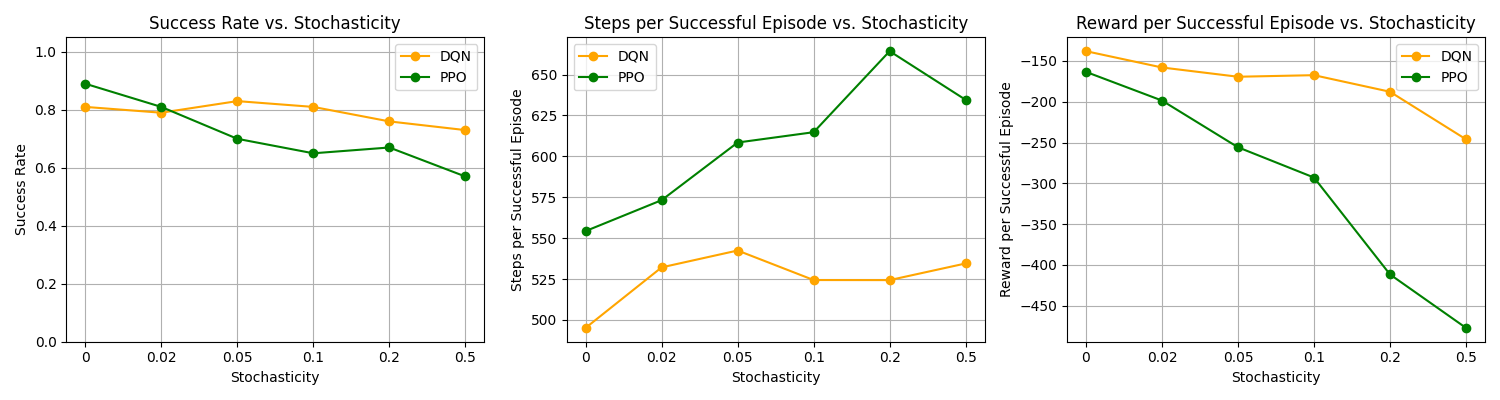 Success Rate vs. Stochasticity
Success Rate
1.0
0.8
0.6
0.4
0.2
0.0
DQN
PPO
0 0.02 0.05 0.1 0.2 0.5
Stochasticity
Steps per Successful Episode vs. Stochasticity
Steps per Successful Episode
650
625
600
575
550
525
500
DQN
PPO
0 0.02 0.05 0.1 0.2 0.5
Stochasticity
Reward per Successful Episode vs. Stochasticity
Reward per Successful Episode
−150
−200
−250
−300
−350
−400
−450
DQN
PPO
0 0.02 0.05 0.1 0.2 0.5
Stochasticity